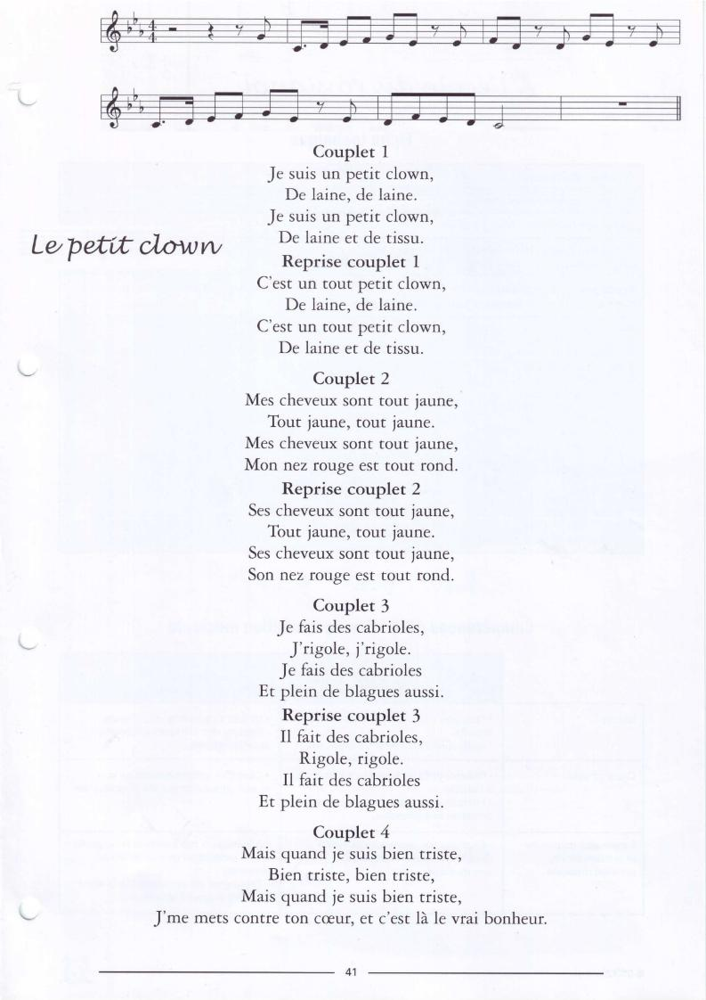 Couplet 1
Je suis un petit clown,
De laine, de laine.
Je suis un petit clown,
De laine et de tissu.
Le petit clown
Reprise couplet 1
C'est un tout petit clown,
De laine, de laine.
C'est un tout petit clown,
De laine et de tissu.
Couplet 2
Mes cheveux sont tout jaune,
Tout jaune, tout jaune.
Mes cheveux sont tout jaune,
Mon nez rouge est tout rond.
Reprise couplet 2
Ses cheveux sont tout jaune,
Tout jaune, tout jaune.
Ses cheveux sont tout jaune,
Son nez rouge est tout rond.
Couplet 3
Je fais des cabrioles,
J'rigole, j'rigole.
Je fais des cabrioles
Et plein de blagues aussi.
Reprise couplet 3
Il fait des cabrioles,
Rigole, rigole.
Il fait des cabrioles
Et plein de blagues aussi.
Couplet 4
Mais quand je suis bien triste,
Bien triste, bien triste,
Mais quand je suis bien triste,
J'me mets contre ton cœur, et c'est là le vrai bonheur.
41